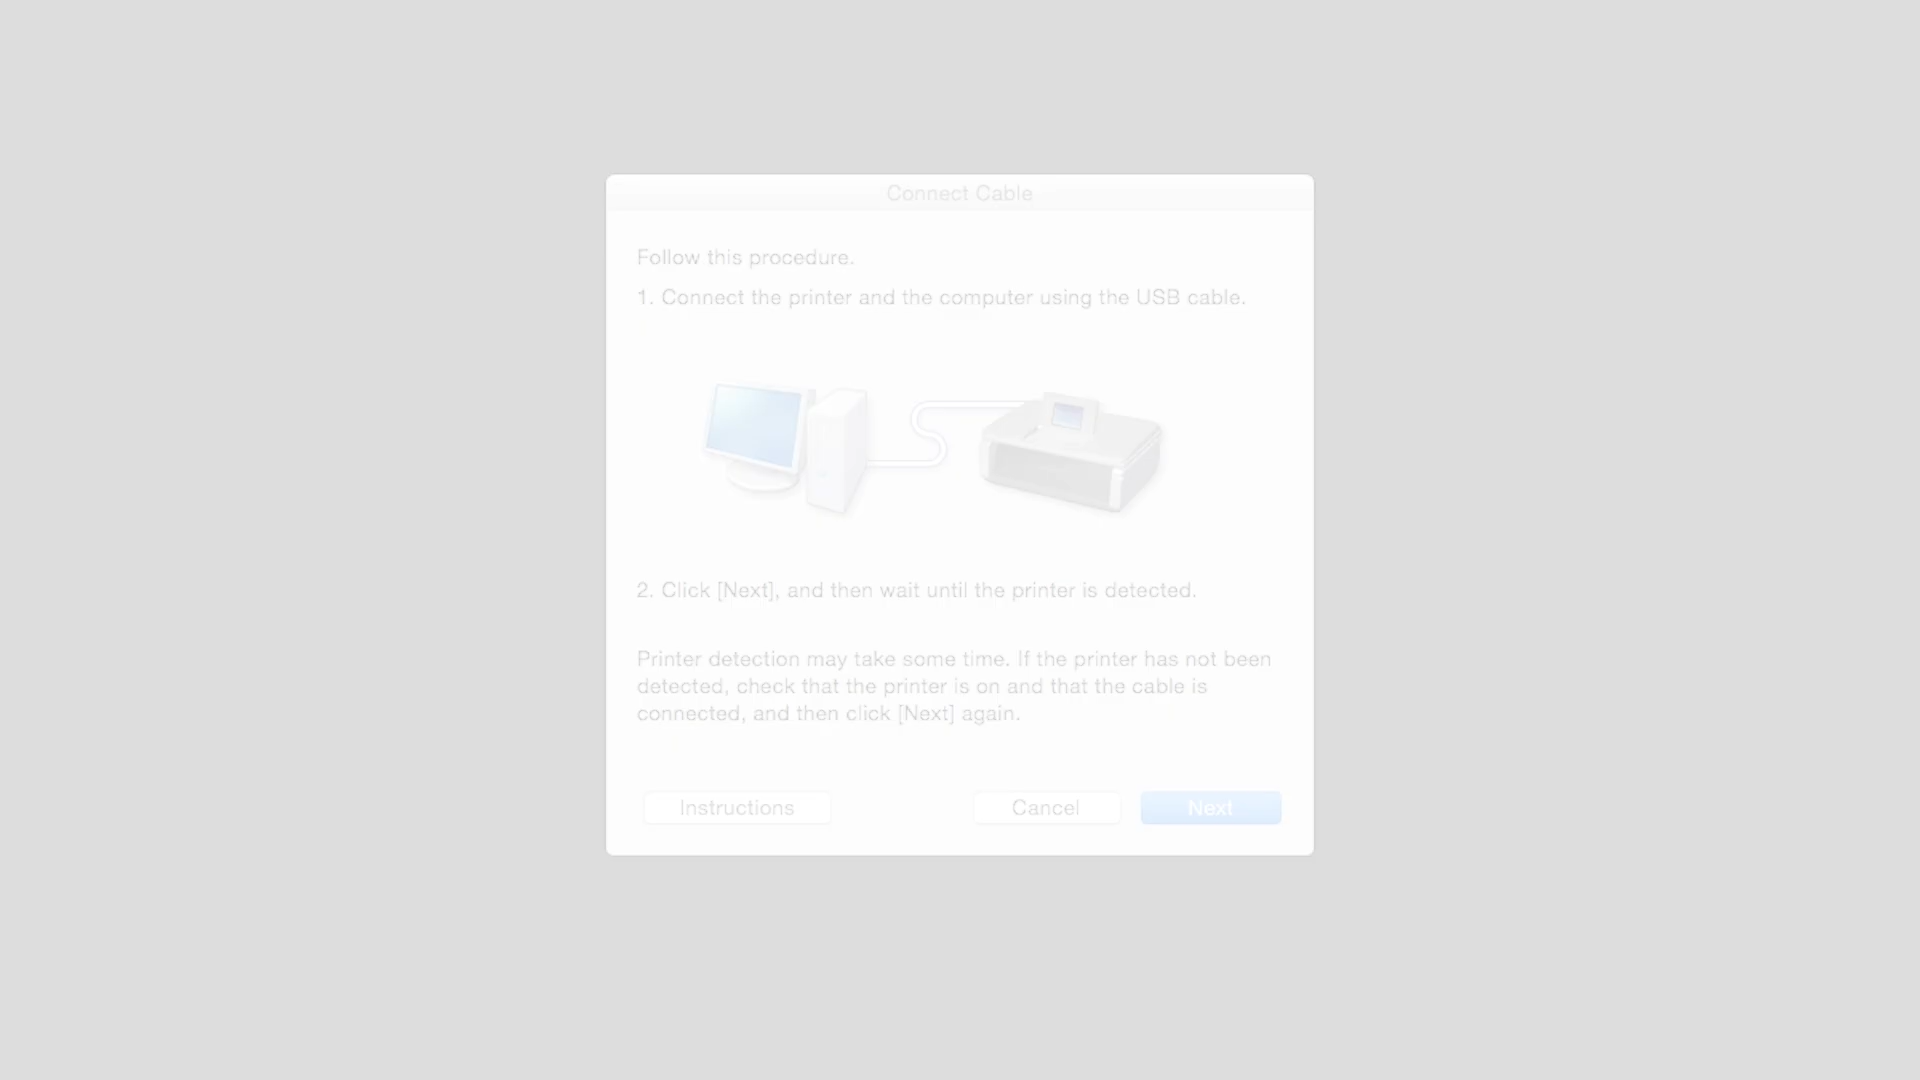 Connect Cable
Follow this procedure.
1. Connect the printer and the computer using the USB cable.
2. Click [Next], and then wait until the printer is detected.
Printer detection may take some time. If the printer has not been
detected, check that the printer is on and that the cable is
connected, and then click [Next] again.
Instructions
Cancel
Next